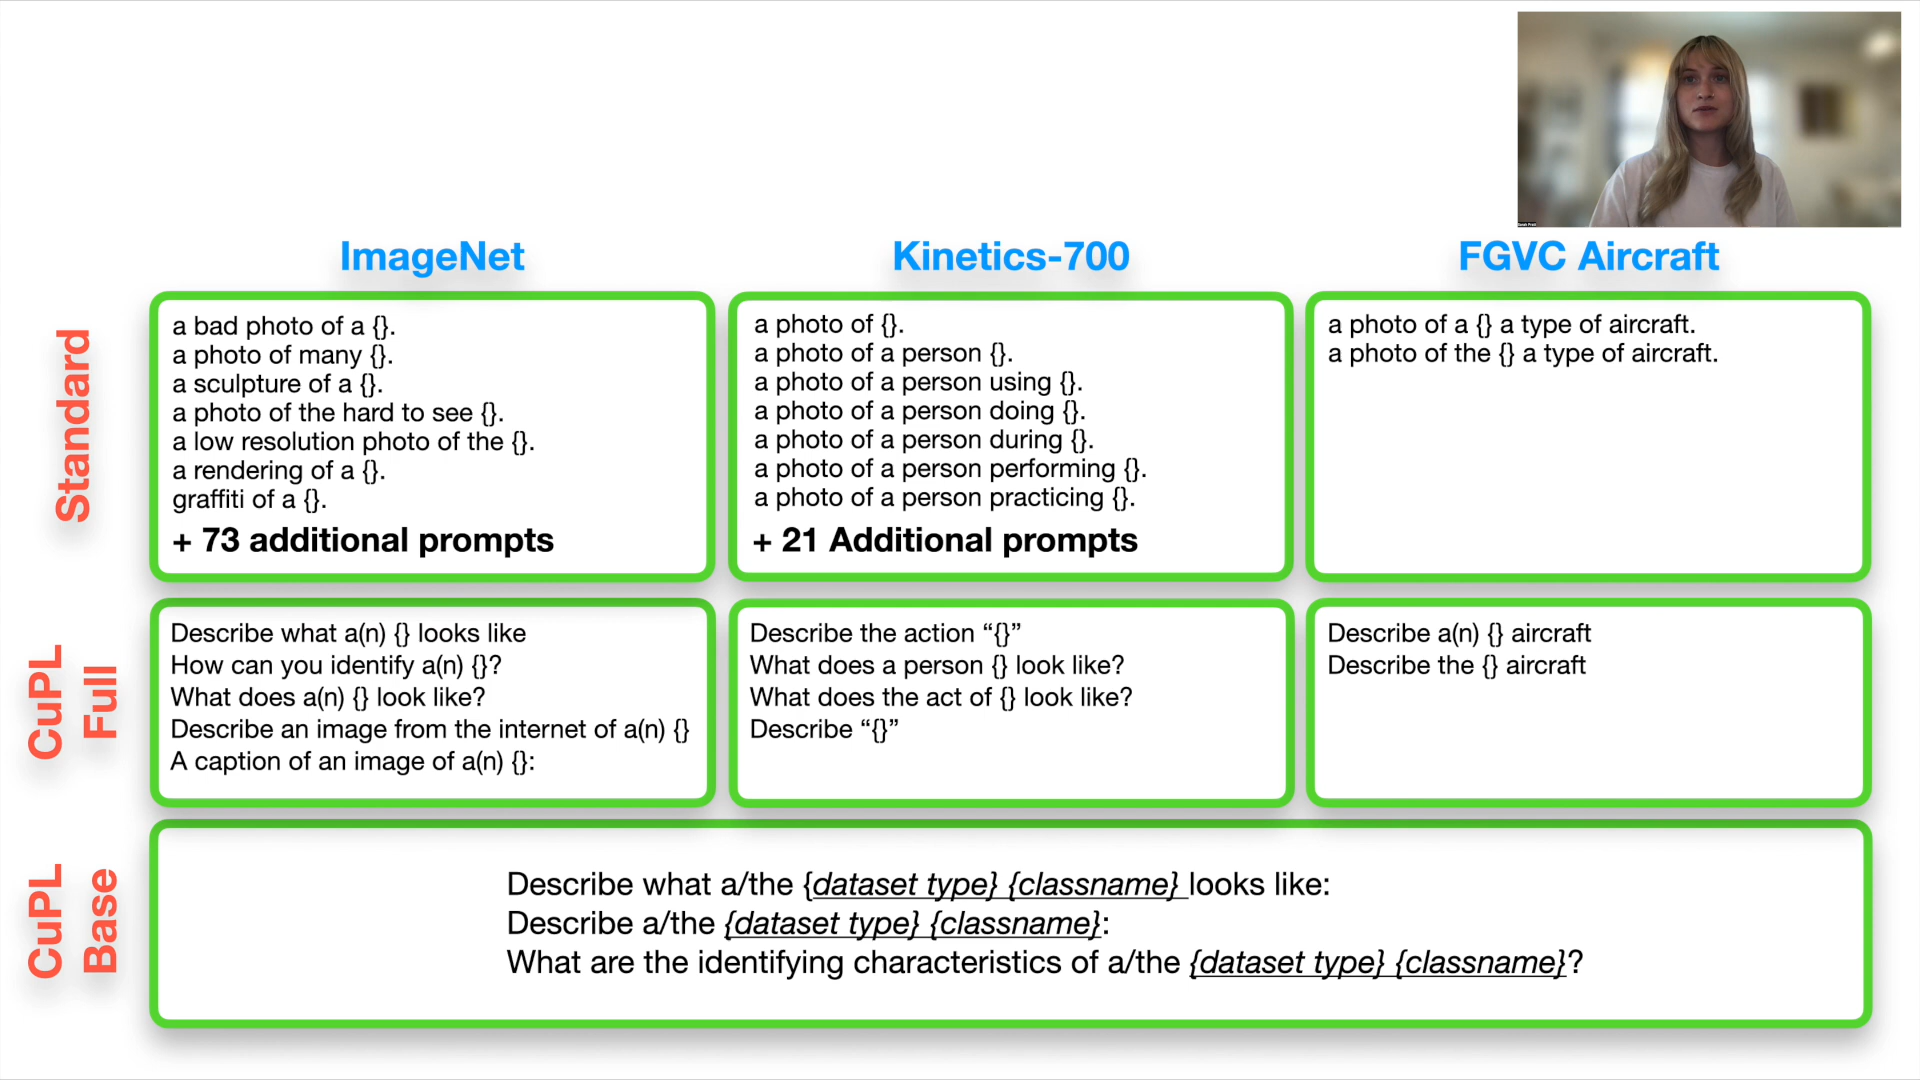 ImageNet
Kinetics-700
FGVC Aircraft
Standard
a bad photo of a {}.
a photo of many {}.
a sculpture of a {}.
a photo of the hard to see {}.
a low resolution photo of the {}.
a rendering of a {}.
graffiti of a {}.
+ 73 additional prompts
a photo of {}.
a photo of a person {}.
a photo of a person using {}.
a photo of a person doing {}.
a photo of a person during {}.
a photo of a person performing {}.
a photo of a person practicing {}.
+ 21 Additional prompts
a photo of a {} a type of aircraft.
a photo of the {} a type of aircraft.
CuPL
Full
Describe what a(n) {} looks like
How can you identify a(n) {}?
What does a(n) {} look like?
Describe an image from the internet of a(n) {}
A caption of an image of a(n) {}:
Describe the action “{}”
What does a person {} look like?
What does the act of {} look like?
Describe “{}”
Describe a(n) {} aircraft
Describe the {} aircraft
CuPL
Base
Describe what a/the {dataset type} {classname} looks like:
Describe a/the {dataset type} {classname}:
What are the identifying characteristics of a/the {dataset type} {classname}?